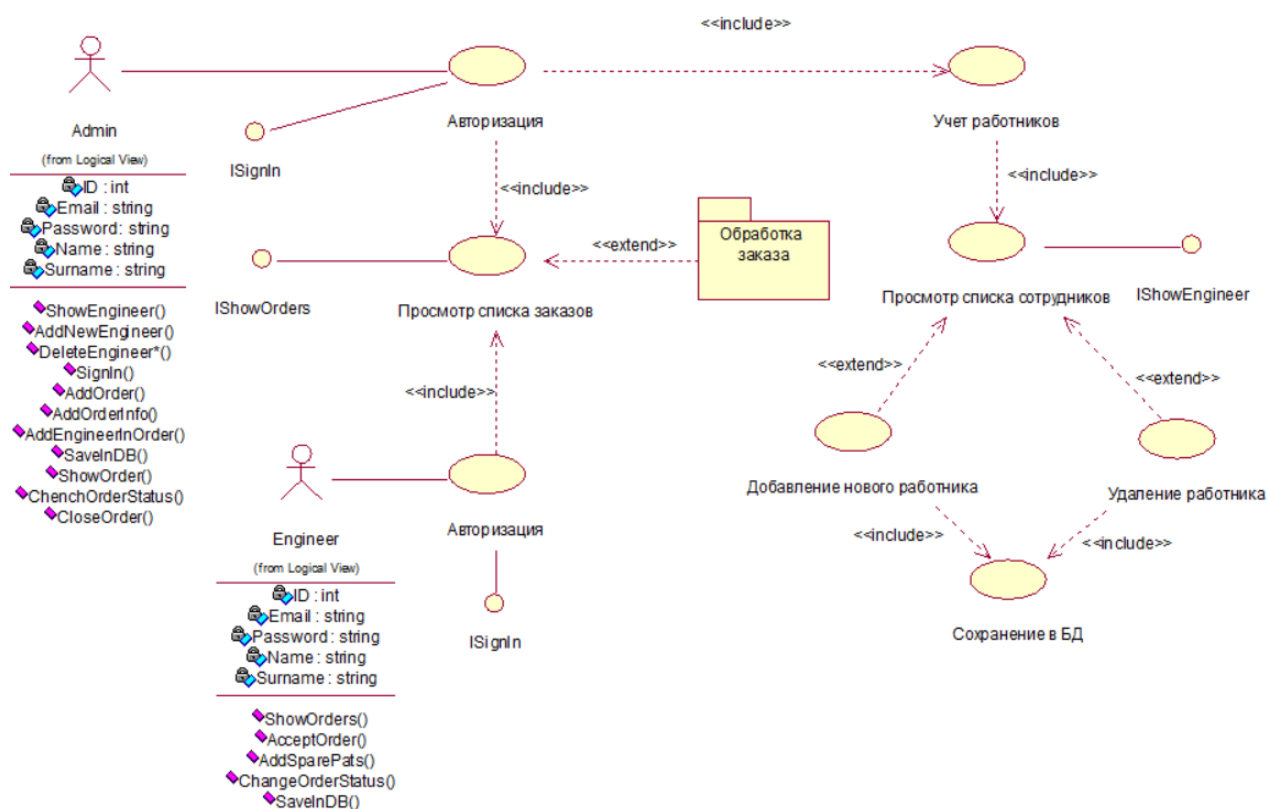 <<include>>
Admin
(from Logical View)
ID : int
Email : string
Password : string
Name : string
Surname : string
ShowEngineer()
AddNewEngineer()
DeleteEngineer*()
SignIn()
AddOrder()
AddOrderInfo()
AddEngineerInOrder()
SaveInDB()
ShowOrder()
ChenchOrderStatus()
CloseOrder()
Авторизация
ISignIn
Учет работников
<<include>>
<<include>>
IShowOrders
Просмотр списка заказов
<<extend>>
Обработка
заказа
Просмотр списка сотрудников
IShowEngineer
<<include>>
<<extend>>
<<extend>>
Engineer
(from Logical View)
ID : int
Email : string
Password : string
Name : string
Surname : string
ShowOrders()
AcceptOrder()
AddSparePats()
ChangeOrderStatus()
SaveInDB()
Авторизация
ISignIn
Добавление нового работника
Удаление работника
<<include>>
<<include>>
Сохранение в БД